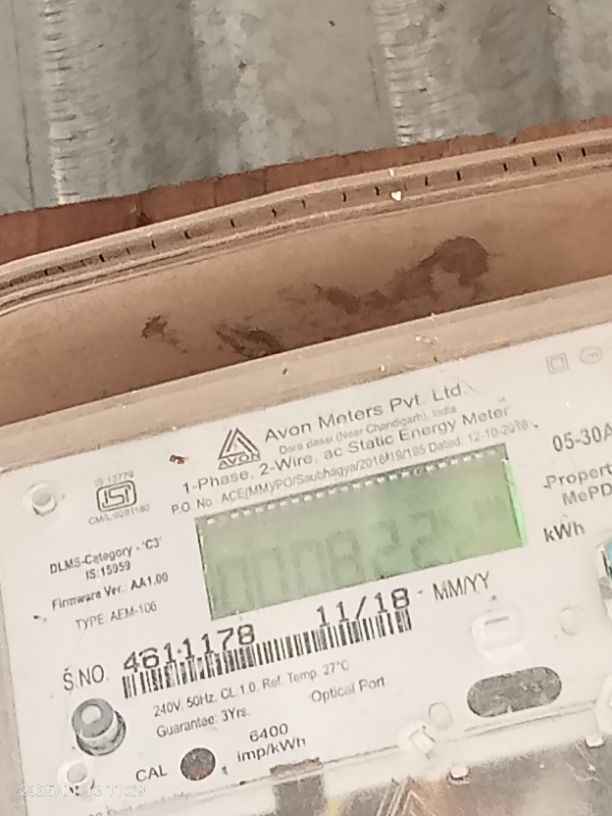 AVON
Avon Meters Pvt. Ltd.
Dera Bassi (Near Chandigarh), India
1-Phase, 2-Wire, ac Static Energy Meter
P.O. No. ACE(MM)/PO/Saubhagya/2018/19/195 Dated: 12-10-2018
IS:13779
ISI
05-30A
Property
MePD
DLMS-Category - 'C3'
IS:15959
Firmware Ver.: AA1.00
TYPE: AEM-106
kWh
11/18 MM/YY
S.NO. 4611178
240V, 50Hz, CL 1.0, Ref. Temp. 27°C
Guarantee: 3Yrs.
Optical Port
6400
imp/kWh
CAL